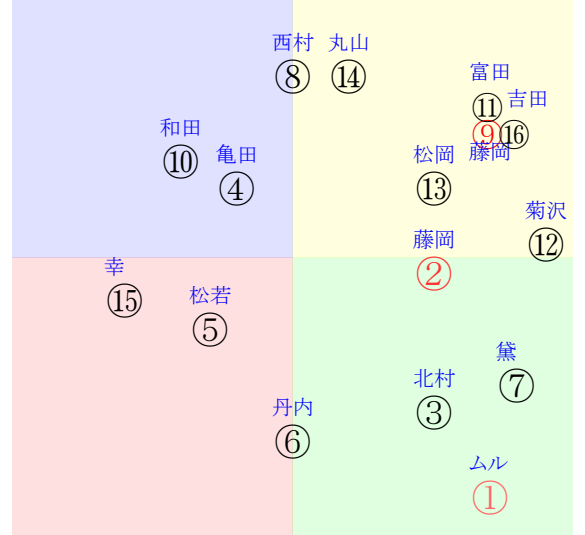 西村 丸山
⑧ ⑭
富田
⑪ 吉田
⑨ ⑯
藤岡
和田
⑩
亀田
④
松岡
⑬
菊沢
⑫
藤岡
②
幸
⑮
松若
⑤
黛
⑦
北村
③
丹内
⑥
ムル
①